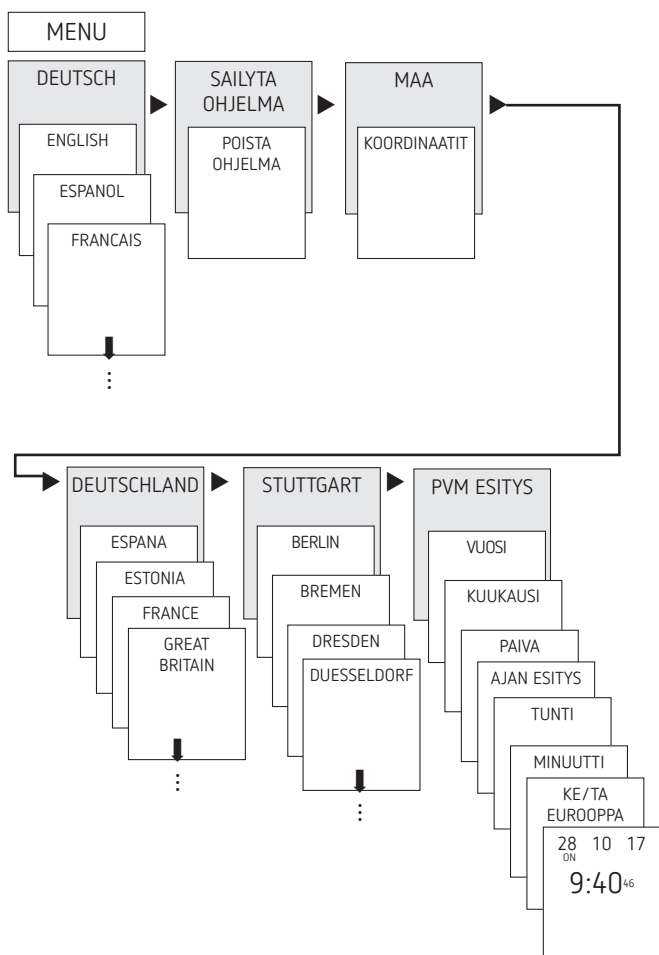 MENU
DEUTSCH
ENGLISH
ESPANOL
FRANCAIS
SAILYTA
OHJELMA
POISTA
OHJELMA
MAA
KOORDINAATIT
DEUTSCHLAND
ESPANA
ESTONIA
FRANCE
GREAT
BRITAIN
STUTTGART
BERLIN
BREMEN
DRESDEN
DUESSELDORF
PVM ESITYS
VUOSI
KUUKAUSI
PAIVA
AJAN ESITYS
TUNTI
MINUUTTI
KE/TA
EUROOPPA
28 10 17
ON
9:40 46